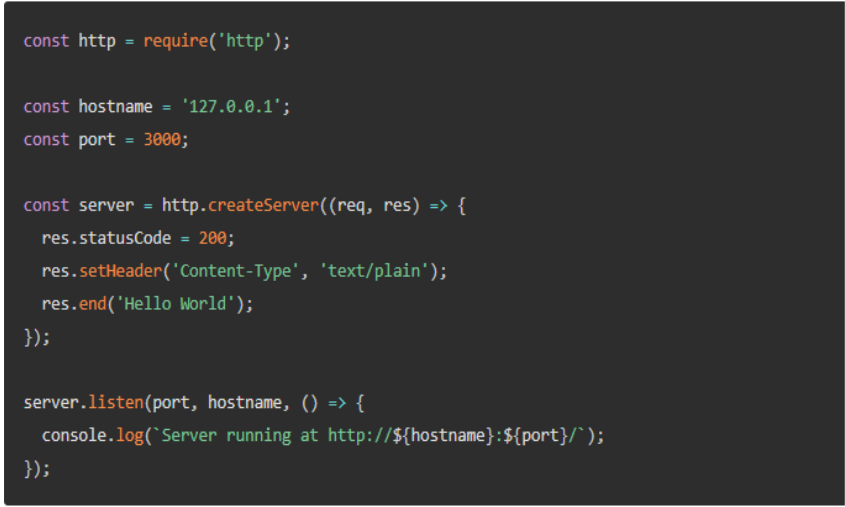 const http = require('http');
const hostname = '127.0.0.1';
const port = 3000;
const server = http.createServer((req, res) => {
  res.statusCode = 200;
  res.setHeader('Content-Type', 'text/plain');
  res.end('Hello World');
});
server.listen(port, hostname, () => {
  console.log(`Server running at http://${hostname}:${port}/`);
});